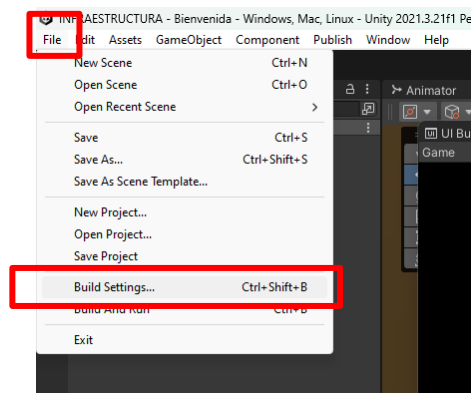 INFRAESTRUCTURA - Bienvenida - Windows, Mac, Linux - Unity 2021.3.21f1 Pe
File Edit Assets GameObject Component Publish Window Help
New Scene Ctrl+N
Open Scene Ctrl+O
Open Recent Scene >
Animator
Save Ctrl+S
UI Bu
Save As... Ctrl+Shift+S
Game
Save As Scene Template...
New Project...
Open Project...
Save Project
Build Settings... Ctrl+Shift+B
Build And Run Ctrl+B
Exit